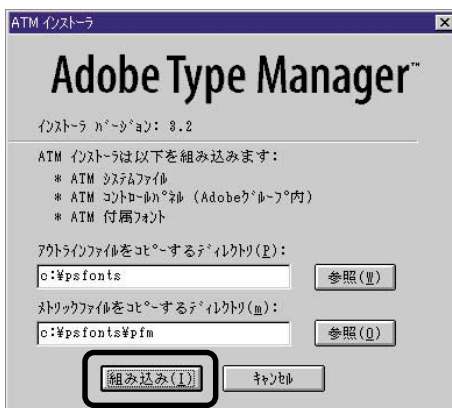 ATM ｲﾝｽﾄｰﾗ
Adobe Type Manager™
ｲﾝｽﾄｰﾗ ﾊﾞｰｼﾞｮﾝ: 3.2
ATM ｲﾝｽﾄｰﾗは以下を組み込みます:
* ATM ｼｽﾃﾑﾌｧｲﾙ
* ATM ｺﾝﾄﾛｰﾙﾊﾟﾈﾙ (Adobeｸﾞﾙｰﾌﾟ内)
* ATM 付属ﾌｫﾝﾄ
ｱｳﾄﾗｲﾝﾌｧｲﾙをｺﾋﾟｰするﾃﾞｨﾚｸﾄﾘ(P):
c:¥psfonts
参照(W)
ﾒﾄﾘｯｸﾌｧｲﾙをｺﾋﾟｰするﾃﾞｨﾚｸﾄﾘ(m):
c:¥psfonts¥pfm
参照(O)
組み込み(I)
ｷｬﾝｾﾙ